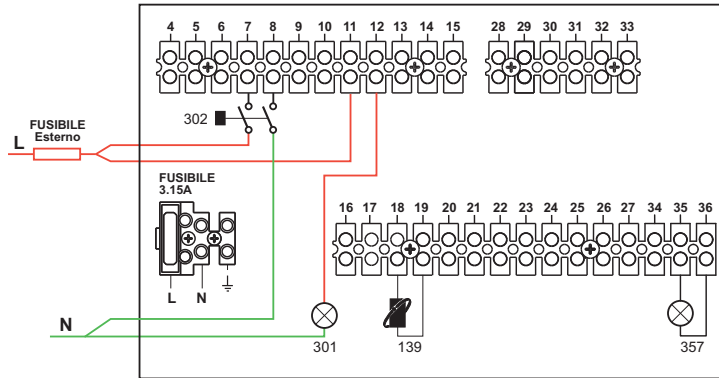 4 5 6 7 8 9 10 11 12 13 14 15 28 29 30 31 32 33
302
FUSIBILE
Esterno
L
FUSIBILE
3.15A
16 17 18 19 20 21 22 23 24 25 26 27 34 35 36
L N
N
301 139 357